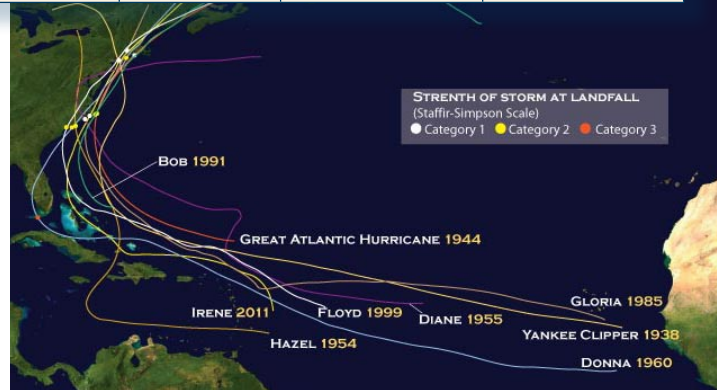 STRENTH OF STORM AT LANDFALL
(Staffir-Simpson Scale)
Category 1 Category 2 Category 3
BOB 1991
GREAT ATLANTIC HURRICANE 1944
GLORIA 1985
IRENE 2011 FLOYD 1999 DIANE 1955
YANKEE CLIPPER 1938
HAZEL 1954
DONNA 1960